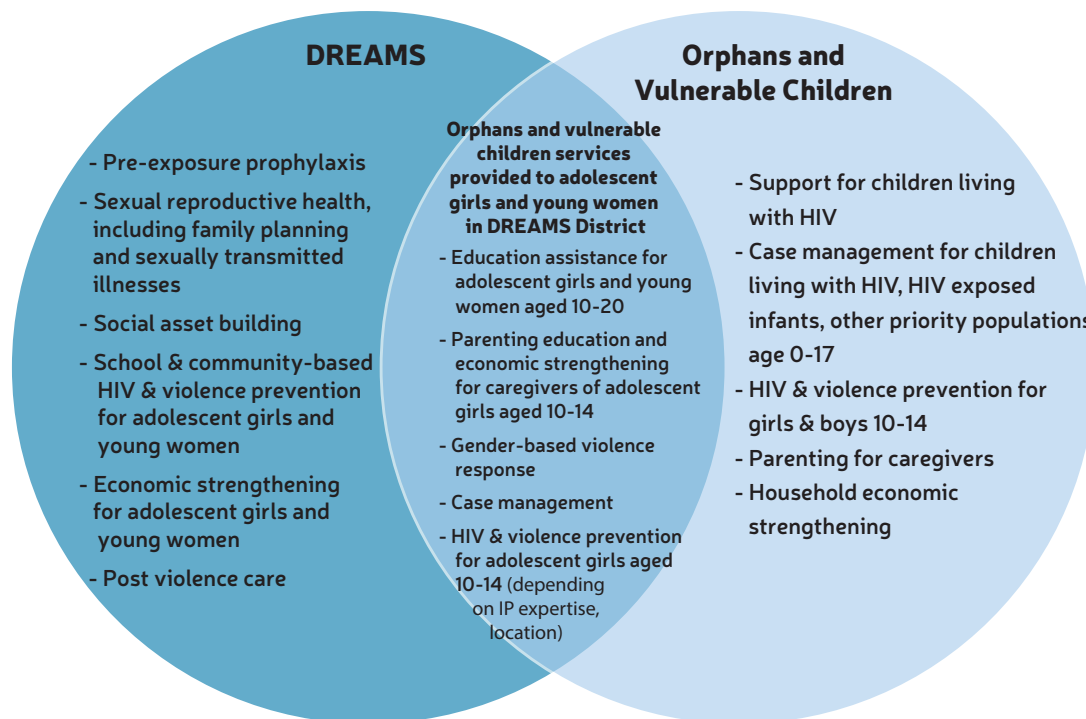 DREAMS
- Pre-exposure prophylaxis
- Sexual reproductive health,
including family planning
and sexually transmitted
illnesses
- Social asset building
- School & community-based
HIV & violence prevention
for adolescent girls and
young women
- Economic strengthening
for adolescent girls and
young women
- Post violence care
Orphans and vulnerable
children services
provided to adolescent
girls and young women
in DREAMS District
- Education assistance for
adolescent girls and young
women aged 10-20
- Parenting education and
economic strengthening
for caregivers of adolescent
girls aged 10-14
- Gender-based violence
response
- Case management
- HIV & violence prevention
for adolescent girls aged
10-14 (depending
on IP expertise,
location)
Orphans and
Vulnerable Children
- Support for children living
with HIV
- Case management for children
living with HIV, HIV exposed
infants, other priority populations
age 0-17
- HIV & violence prevention for
girls & boys 10-14
- Parenting for caregivers
- Household economic
strengthening